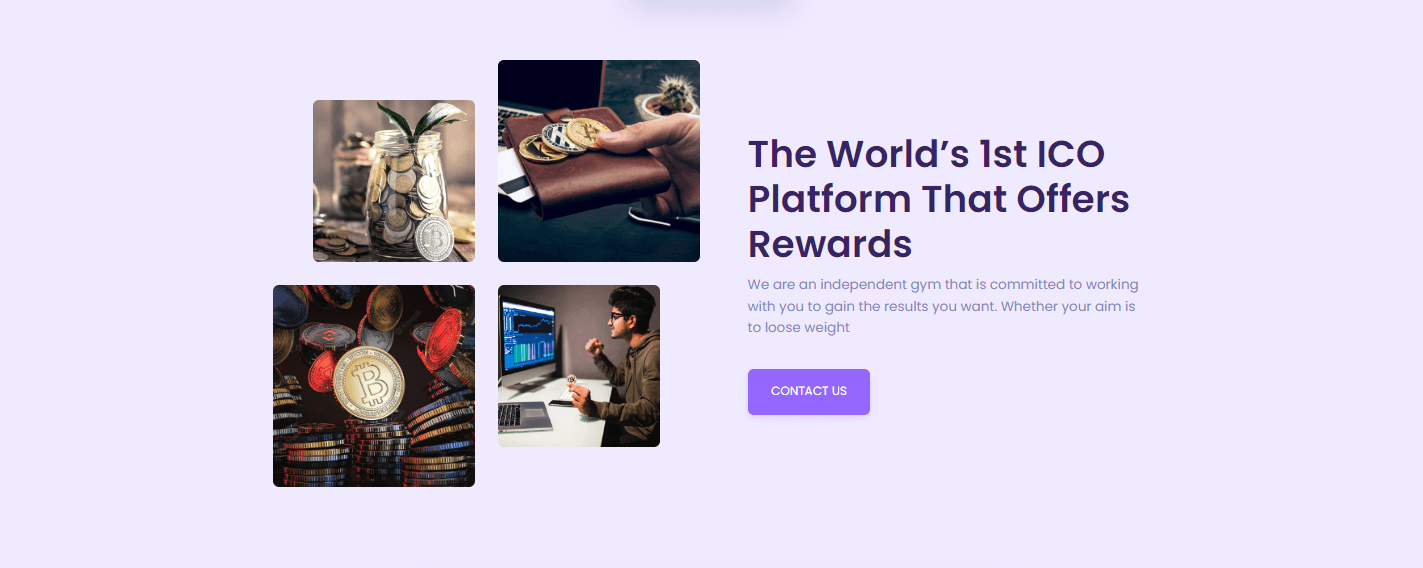 The World’s 1st ICO
Platform That Offers
Rewards
We are an independent gym that is committed to working
with you to gain the results you want. Whether your aim is
to loose weight
CONTACT US